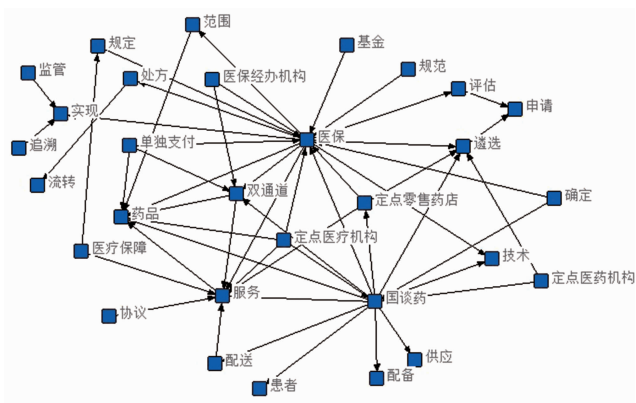 范围
规定
基金
监管
处方
医保经办机构
规范
评估
申请
实现
追溯
单独支付
医保
遴选
流转
双通道
定点零售药店
确定
药品
医疗保障
定点医疗机构
技术
定点医药机构
协议
服务
国谈药
配送
供应
患者
配备